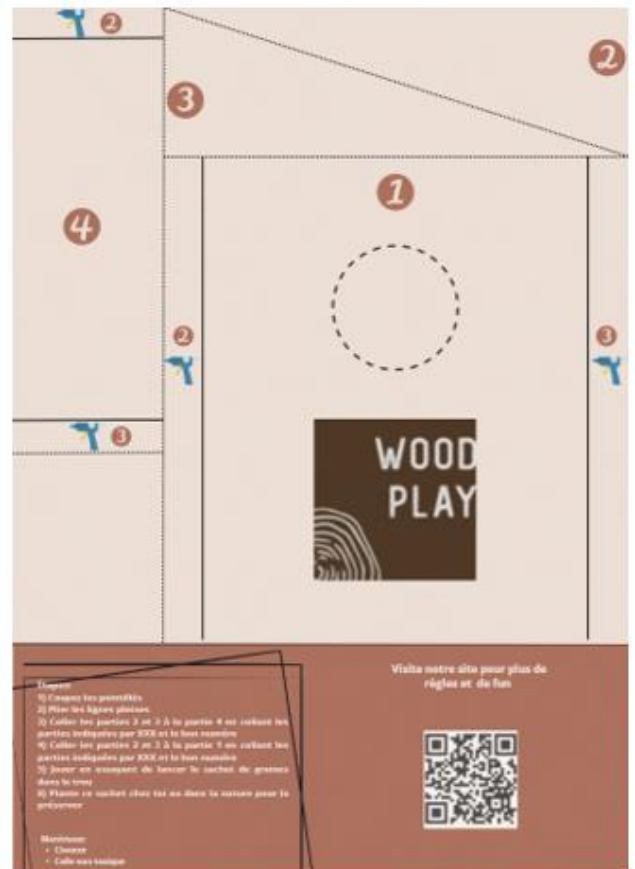 2
2
3
1
4
2
3
3
WOOD
PLAY
Étapes:
1) Coupez les pointillés
2) Plier les lignes pleines
3) Coller les parties 2 et 3 à la partie 4 en collant les
parties indiquées par XXX et le bon numéro
4) Coller les parties 2 et 3 à la partie 1 en collant les
parties indiquées par XXX et le bon numéro
5) Jouer en essayant de lancer le sachet de graines
dans le trou
6) Plante ce sachet chez toi ou dans la nature pour la
préserver
Visite notre site pour plus de
règles et de fun
• Ciseaux
• Colle non toxique